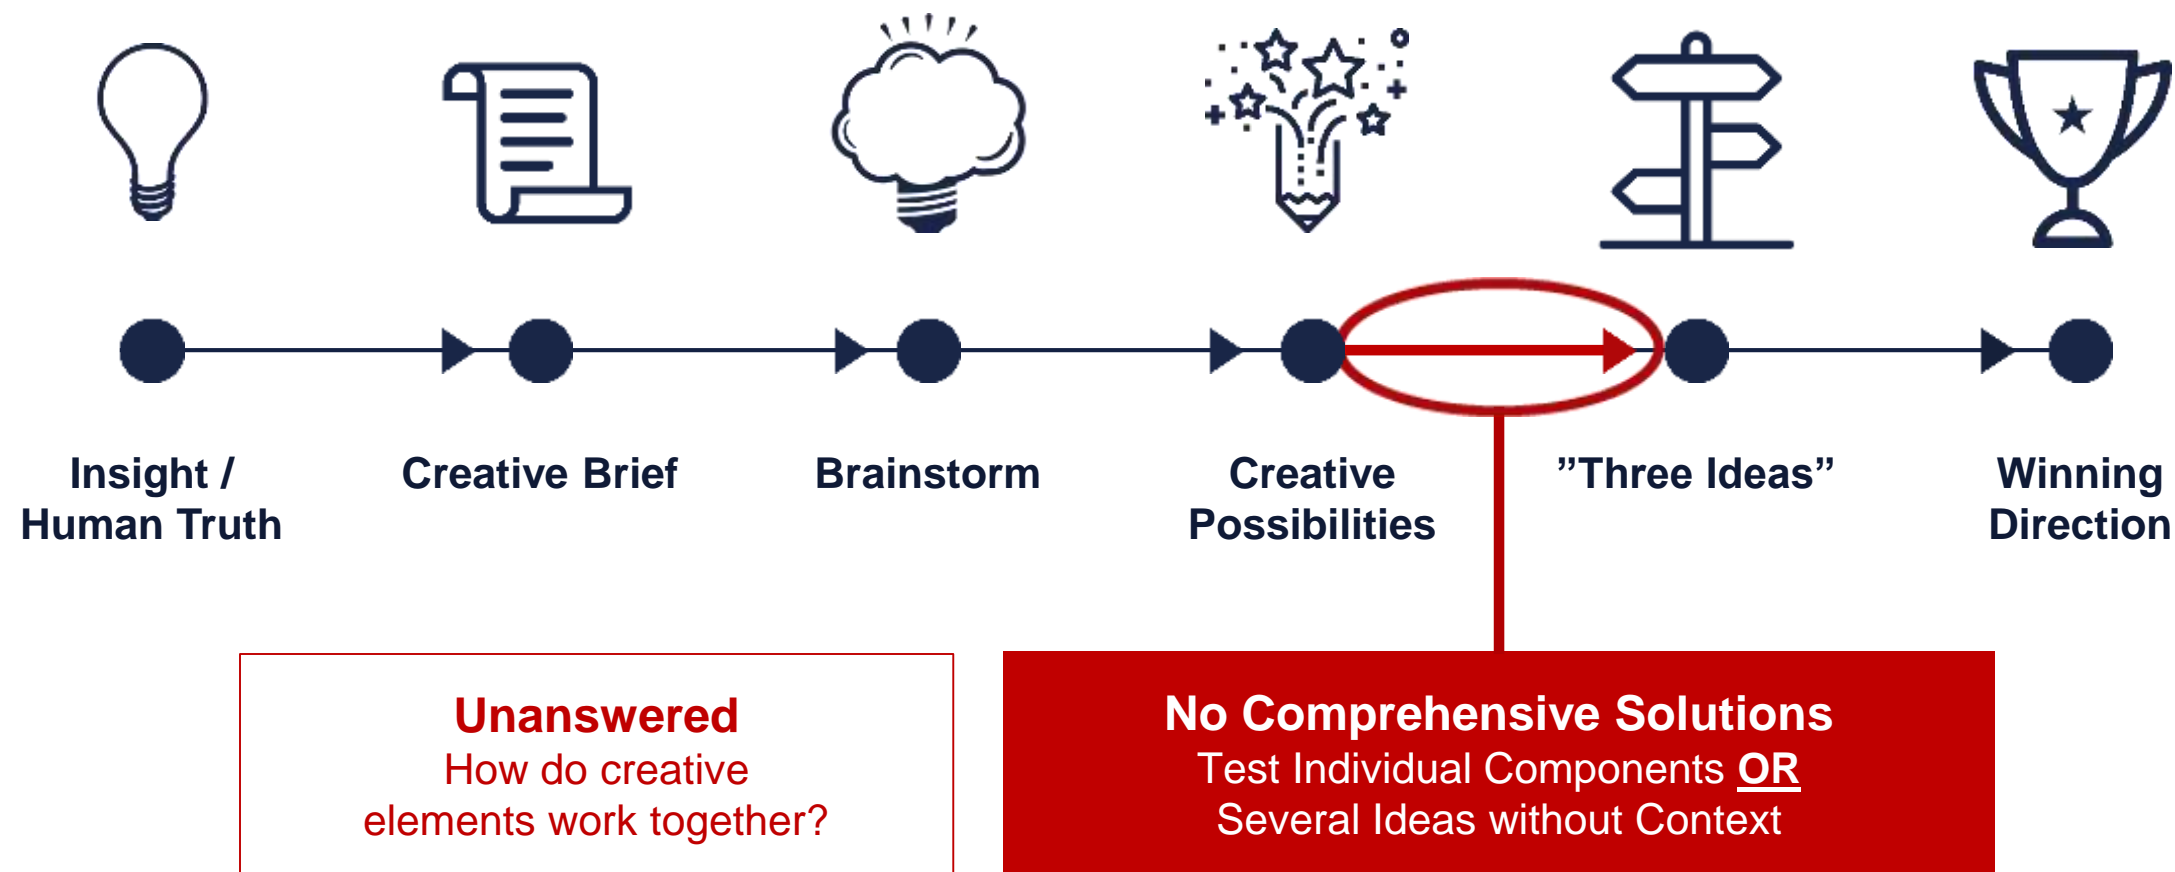 Insight /
Human Truth
Creative Brief
Brainstorm
Creative
Possibilities
”Three Ideas”
Winning
Direction
Unanswered
How do creative
elements work together?
No Comprehensive Solutions
Test Individual Components OR
Several Ideas without Context